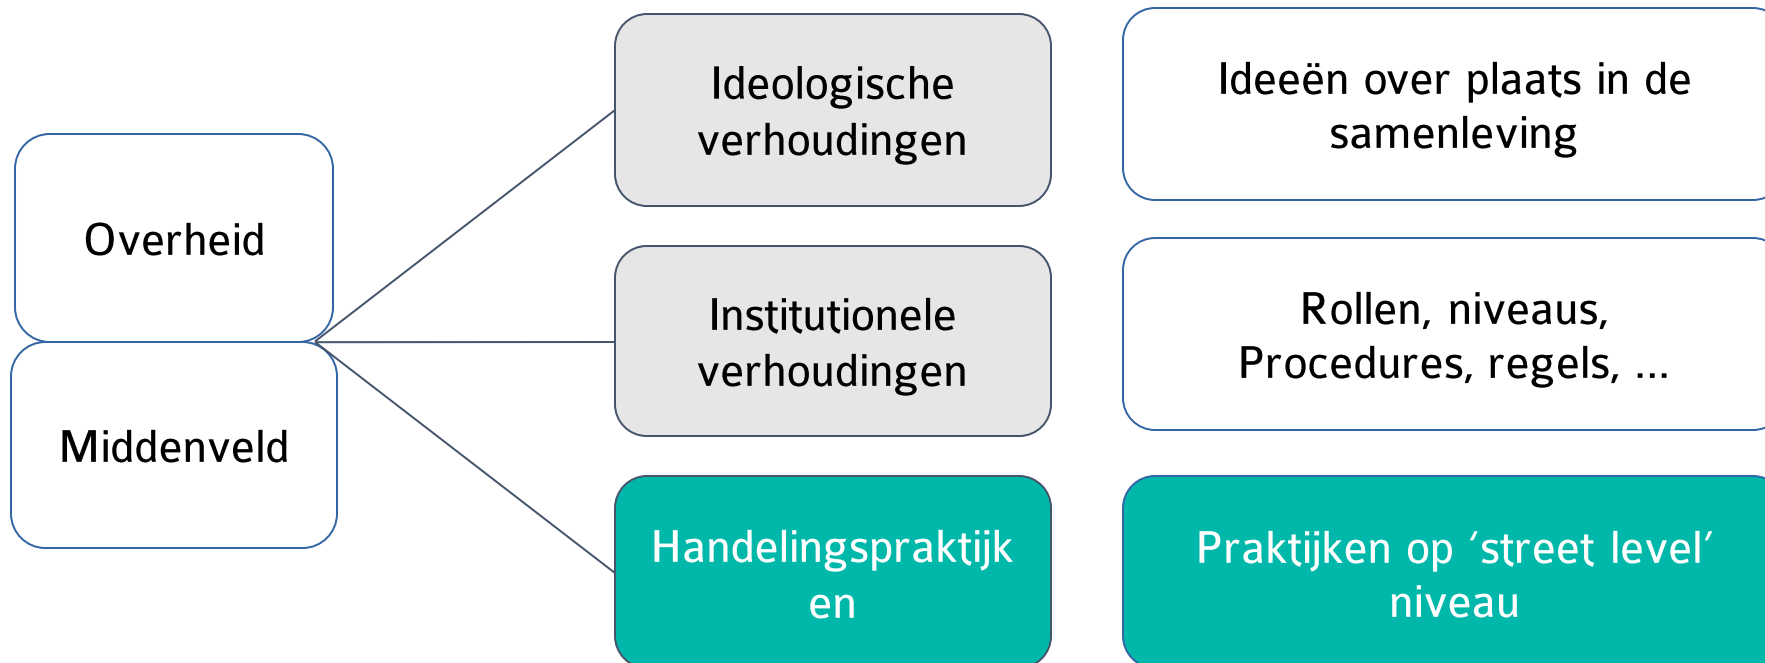 Overheid
Middenveld
Ideologische
verhoudingen
Ideeën over plaats in de
samenleving
Institutionele
verhoudingen
Rollen, niveaus,
Procedures, regels, ...
Handelingspraktijk
en
Praktijken op ‘street level’
niveau